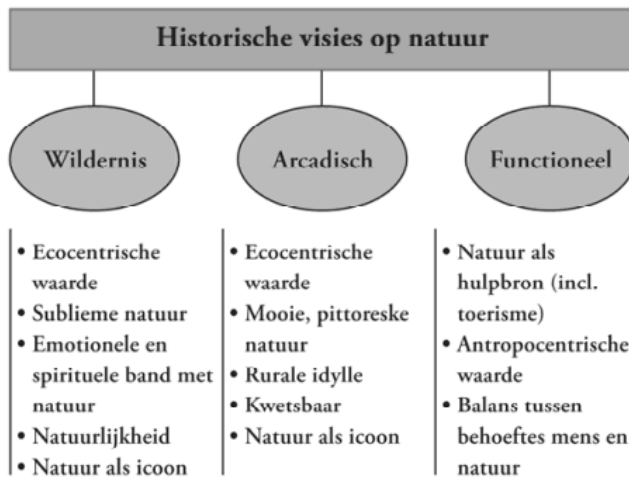 Historische visies op natuur
Wildernis
Arcadisch
Functioneel
• Ecocentrische
waarde
• Sublieme natuur
• Emotionele en
spirituele band met
natuur
• Natuurlijkheid
• Natuur als icoon
• Ecocentrische
waarde
• Mooie, pittoreske
natuur
• Rurale idylle
• Kwetsbaar
• Natuur als icoon
• Natuur als
hulpbron (incl.
toerisme)
• Antropocentrische
waarde
• Balans tussen
behoeftes mens en
natuur